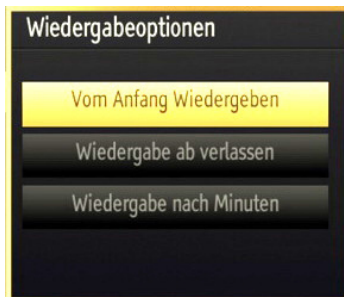 Wiedergabeoptionen
Vom Anfang Wiedergeben
Wiedergabe ab verlassen
Wiedergabe nach Minuten